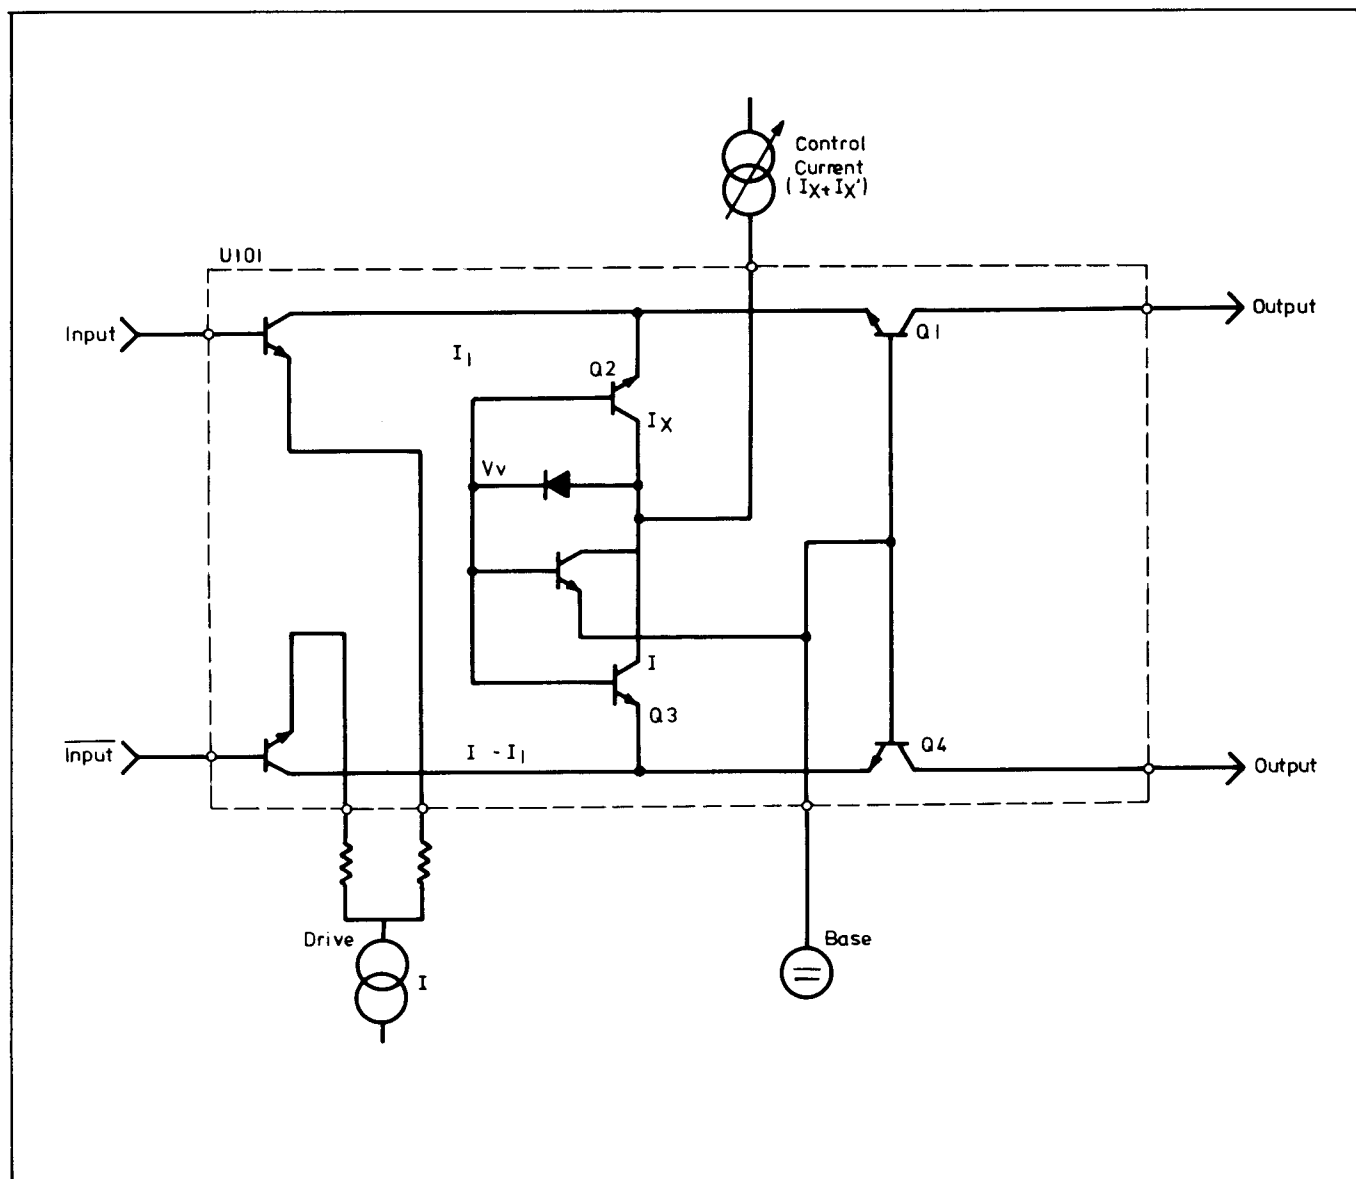 Control
Current
(IX+IX')
U101
Input
Output
Q1
I1
Q2
IX
Vv
I
Q3
Input
I - I1
Q4
Output
Drive
I
Base